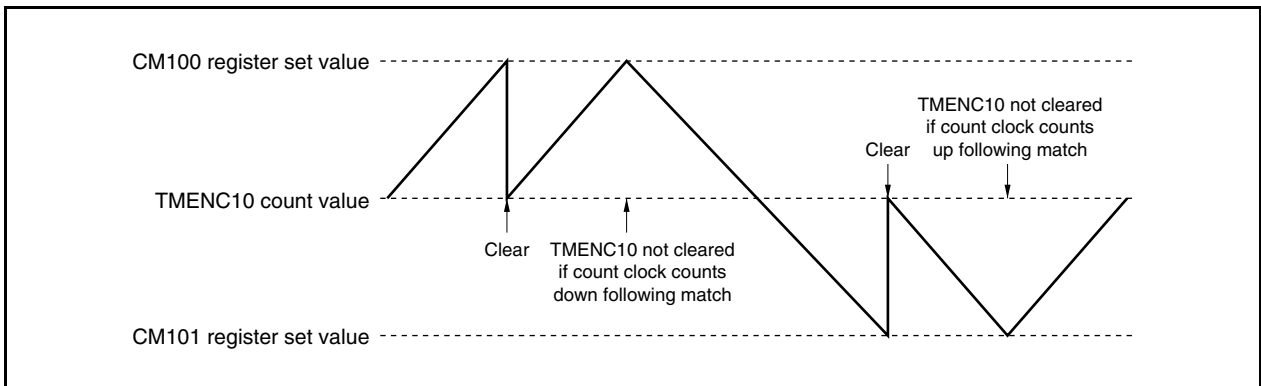 CM100 register set value
TMENC10 not cleared
if count clock counts
up following match
Clear
TMENC10 count value
Clear
TMENC10 not cleared
if count clock counts
down following match
CM101 register set value